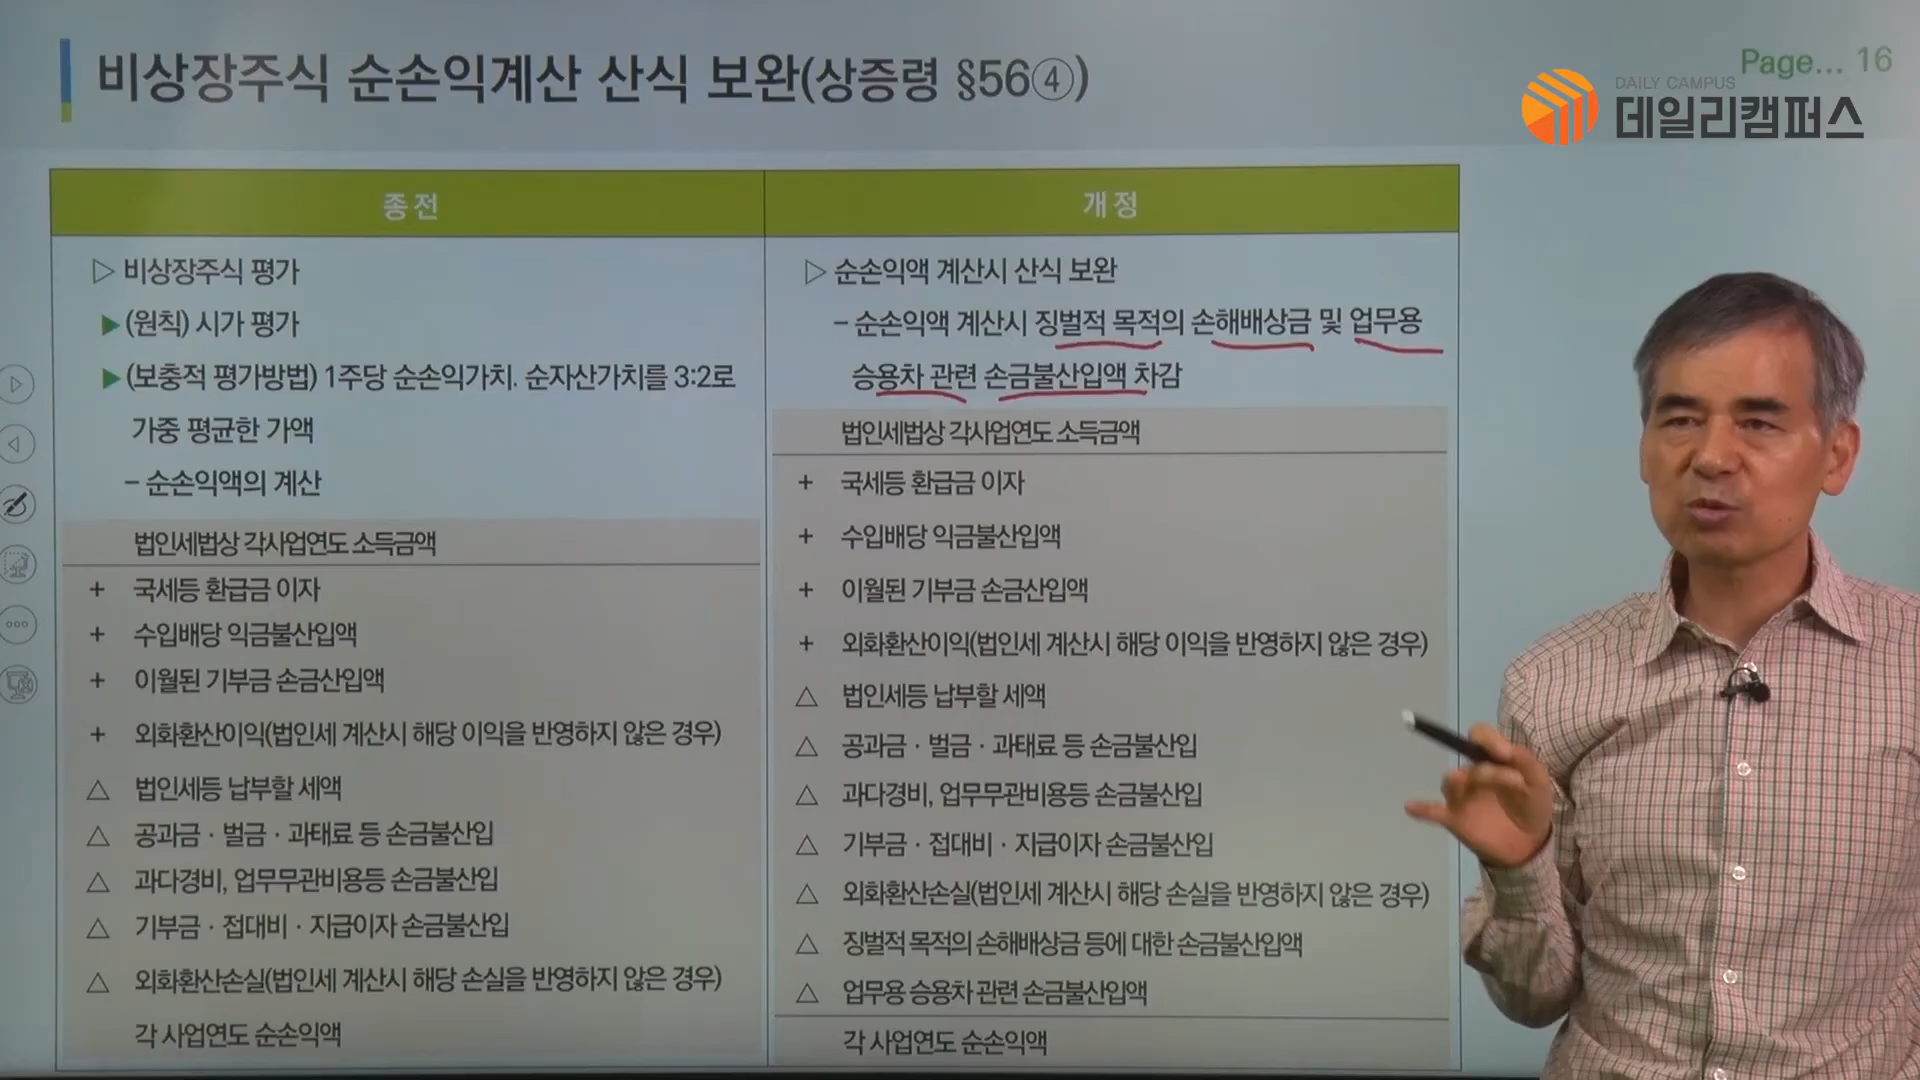 비상장주식 순손익계산 산식 보완(상증령 §56④)
Page... 16
DAILY CAMPUS
데일리캠퍼스
종 전
▷ 비상장주식 평가
▶ (원칙) 시가 평가
▶ (보충적 평가방법) 1주당 순손익가치. 순자산가치를 3:2로
가중 평균한 가액
– 순손익액의 계산
법인세법상 각사업연도 소득금액
+ 국세등 환급금 이자
+ 수입배당 익금불산입액
+ 이월된 기부금 손금산입액
+ 외화환산이익(법인세 계산시 해당 이익을 반영하지 않은 경우)
△ 법인세등 납부할 세액
△ 공과금 · 벌금 · 과태료 등 손금불산입
△ 과다경비, 업무무관비용등 손금불산입
△ 기부금 · 접대비 · 지급이자 손금불산입
△ 외화환산손실(법인세 계산시 해당 손실을 반영하지 않은 경우)
각 사업연도 순손익액
개 정
▷ 순손익액 계산시 산식 보완
– 순손익액 계산시 징벌적 목적의 손해배상금 및 업무용
승용차 관련 손금불산입액 차감
법인세법상 각사업연도 소득금액
+ 국세등 환급금 이자
+ 수입배당 익금불산입액
+ 이월된 기부금 손금산입액
+ 외화환산이익(법인세 계산시 해당 이익을 반영하지 않은 경우)
△ 법인세등 납부할 세액
△ 공과금 · 벌금 · 과태료 등 손금불산입
△ 과다경비, 업무무관비용등 손금불산입
△ 기부금 · 접대비 · 지급이자 손금불산입
△ 외화환산손실(법인세 계산시 해당 손실을 반영하지 않은 경우)
△ 징벌적 목적의 손해배상금 등에 대한 손금불산입액
△ 업무용 승용차 관련 손금불산입액
각 사업연도 순손익액